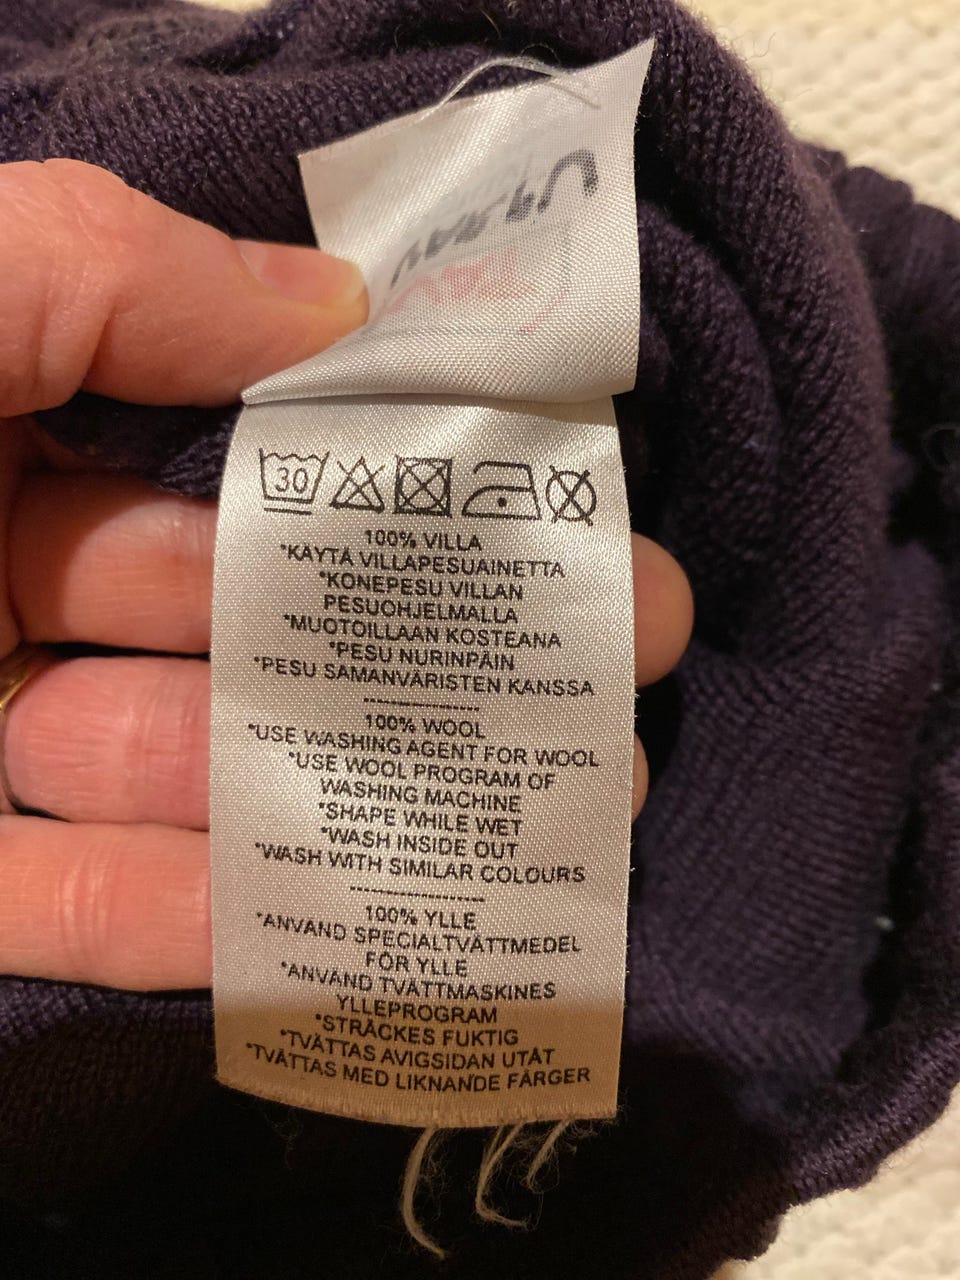 30
100% VILLA
*KÄYTÄ VILLAPESUAINETTA
*KONEPESU VILLAN
PESUOHJELMALLA
*MUOTOILLAAN KOSTEANA
*PESU NURINPÄIN
*PESU SAMANVÄRISTEN KANSSA
--------------------
100% WOOL
*USE WASHING AGENT FOR WOOL
*USE WOOL PROGRAM OF
WASHING MACHINE
*SHAPE WHILE WET
*WASH INSIDE OUT
*WASH WITH SIMILAR COLOURS
--------------------
100% YLLE
*ANVÄND SPECIALTVÄTTMEDEL
FÖR YLLE
*ANVÄND TVÄTTMASKINES
YLLEPROGRAM
*STRÄCKES FUKTIG
*TVÄTTAS AVIGSIDAN UTÅT
*TVÄTTAS MED LIKNANDE FÄRGER